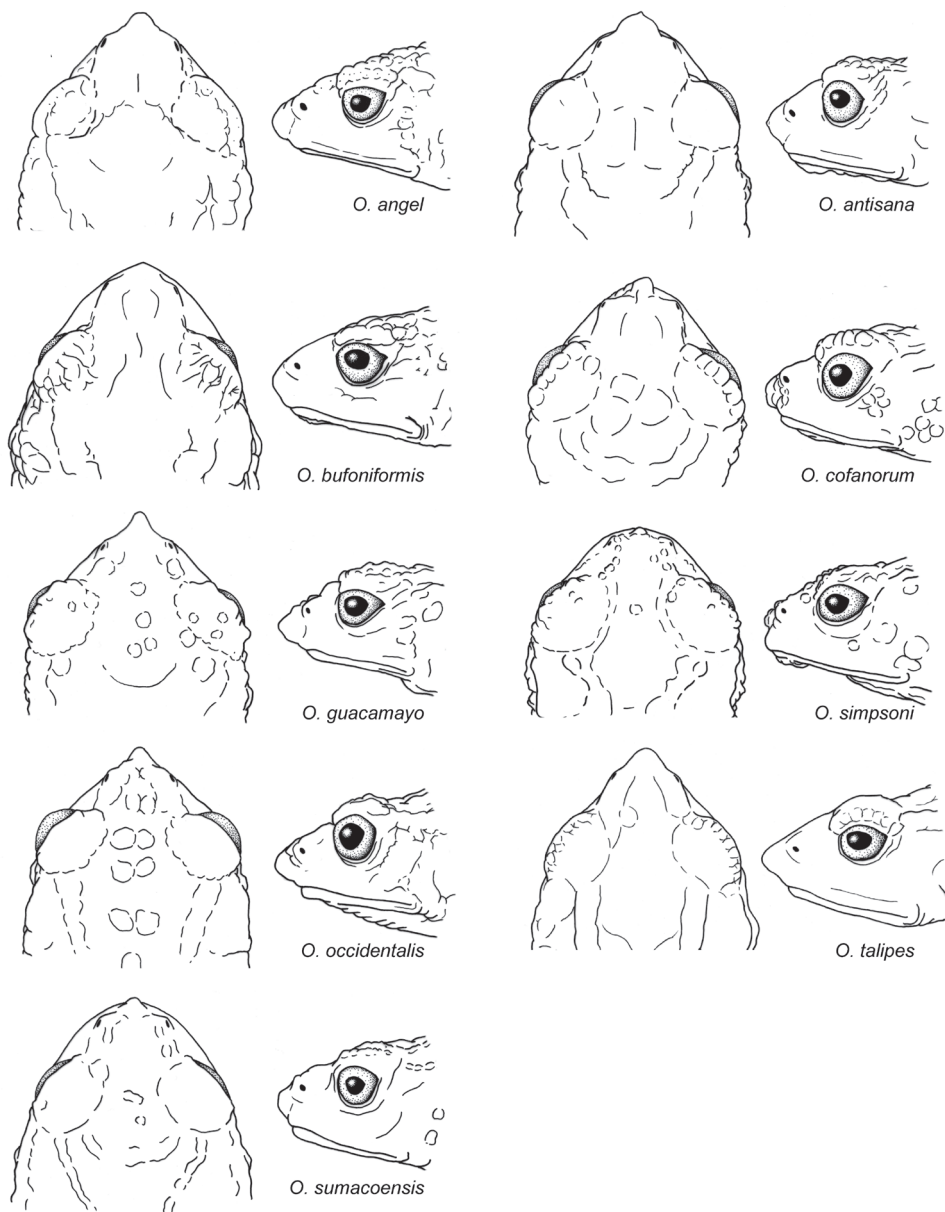 O. angel
O. antisana
O. bufoniformis
O. cofanorum
O. guacamayo
O. simpsoni
O. occidentalis
O. talipes
O. sumacoensis